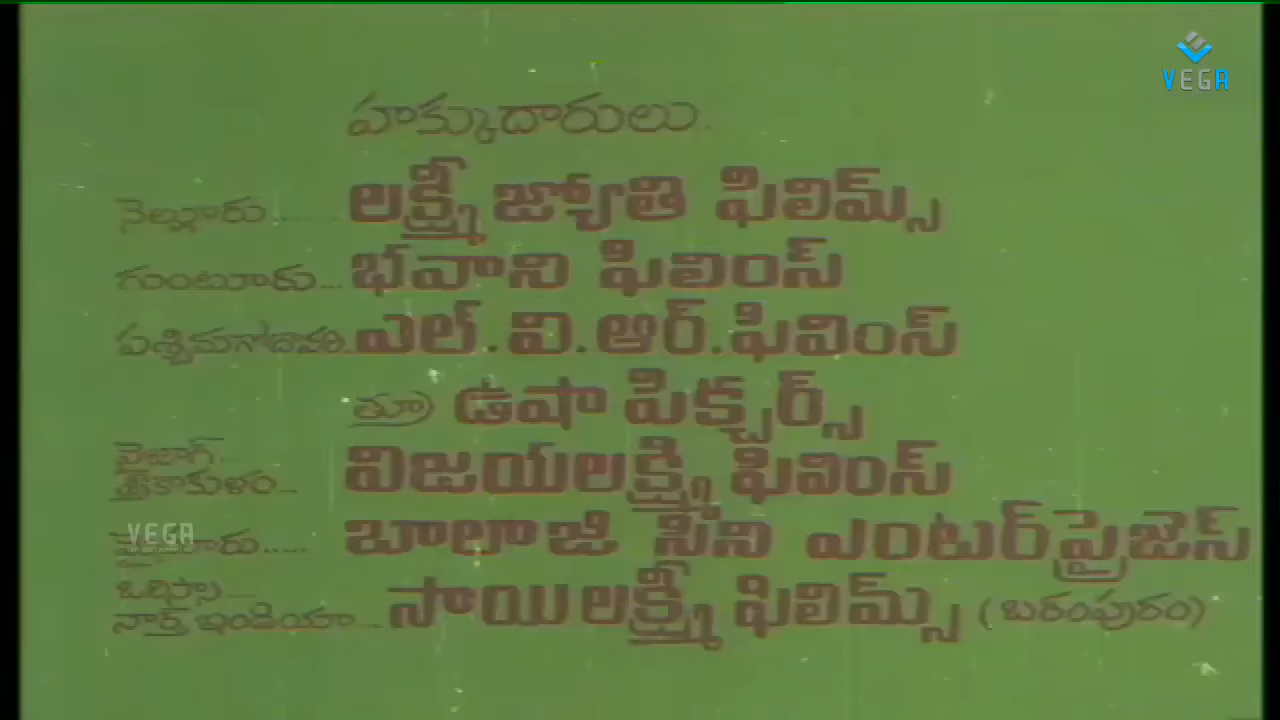 VEGA
హక్కుదారులు.
నెల్లూరు..... లక్ష్మీ జ్యోతి ఫిలిమ్స్
గుంటూరు... భవాని ఫిలింస్
పశ్చిమగోదావరి.. ఎల్.వి.ఆర్.ఫిలింస్
త్రూ ఉషా పిక్చర్స్
వైజాగ్...
శ్రీకాకుళం... విజయలక్ష్మి ఫిలింస్
VEGA
బాలాజి సిని ఎంటర్‌ప్రైజెస్
ఒరిస్సా....
నార్త్ ఇండియా.... సాయి లక్ష్మీ ఫిలిమ్స్ (బరంపురం)